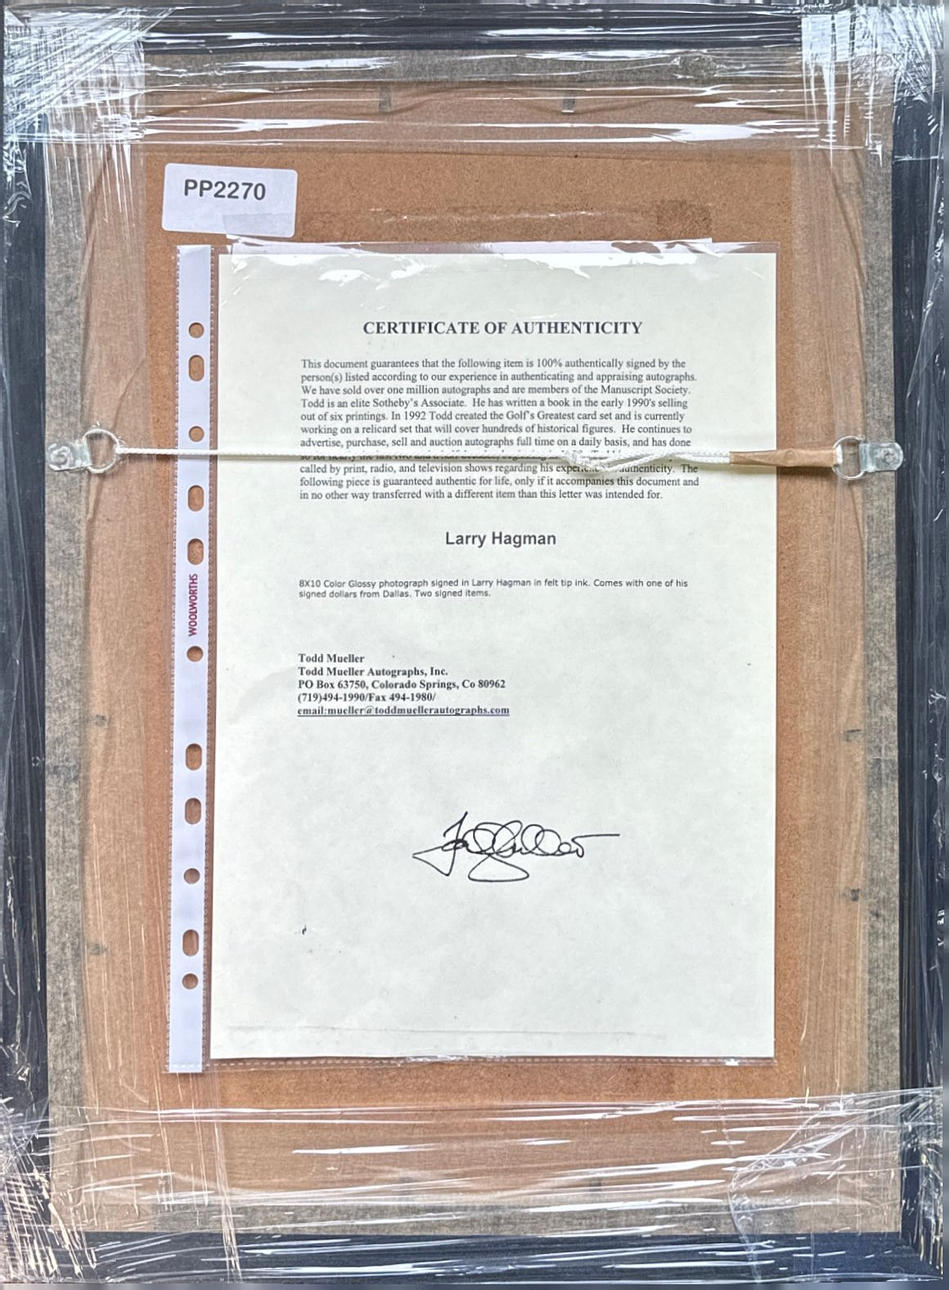 PP2270
CERTIFICATE OF AUTHENTICITY
This document guarantees that the following item is 100% authentically signed by the
person(s) listed according to our experience in authenticating and appraising autographs.
We have sold over one million autographs and are members of the Manuscript Society.
Todd is an elite Sotheby's Associate. He has written a book in the early 1990's selling
out of six printings. In 1992 Todd created the Golf's Greatest card set and is currently
working on a relicard set that will cover hundreds of historical figures. He continues to
advertise, purchase, sell and auction autographs full time on a daily basis, and has done
so for nearly the last two and
called by print, radio, and television shows regarding his authenticity. The
following piece is guaranteed authentic for life, only if it accompanies this document and
in no other way transferred with a different item than this letter was intended for.
Larry Hagman
8X10 Color Glossy photograph signed in Larry Hagman in felt tip ink. Comes with one of his
signed dollars from Dallas. Two signed items.
WOOLWORTHS
Todd Mueller
Todd Mueller Autographs, Inc.
PO Box 63750, Colorado Springs, Co 80962
(719)494-1990/Fax 494-1980/
email:mueller@toddmuellerautographs.com